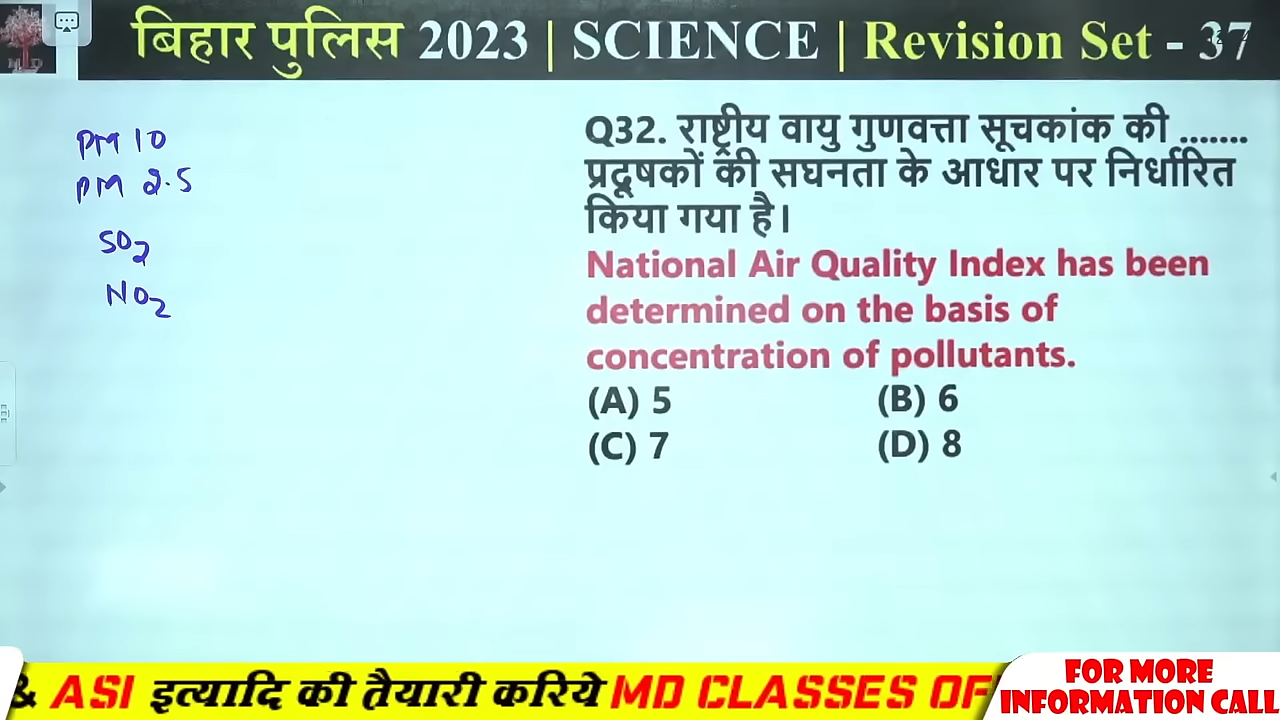 बिहार पुलिस 2023 | SCIENCE | Revision Set - 37
PM 10
PM 2.5
SO2
NO2
Q32. राष्ट्रीय वायु गुणवत्ता सूचकांक की .......
प्रदूषकों की सघनता के आधार पर निर्धारित
किया गया है।
National Air Quality Index has been
determined on the basis of
concentration of pollutants.
(A) 5 (B) 6
(C) 7 (D) 8
& ASI इत्यादि की तैयारी करिये MD CLASSES OF
FOR MORE
INFORMATION CALL